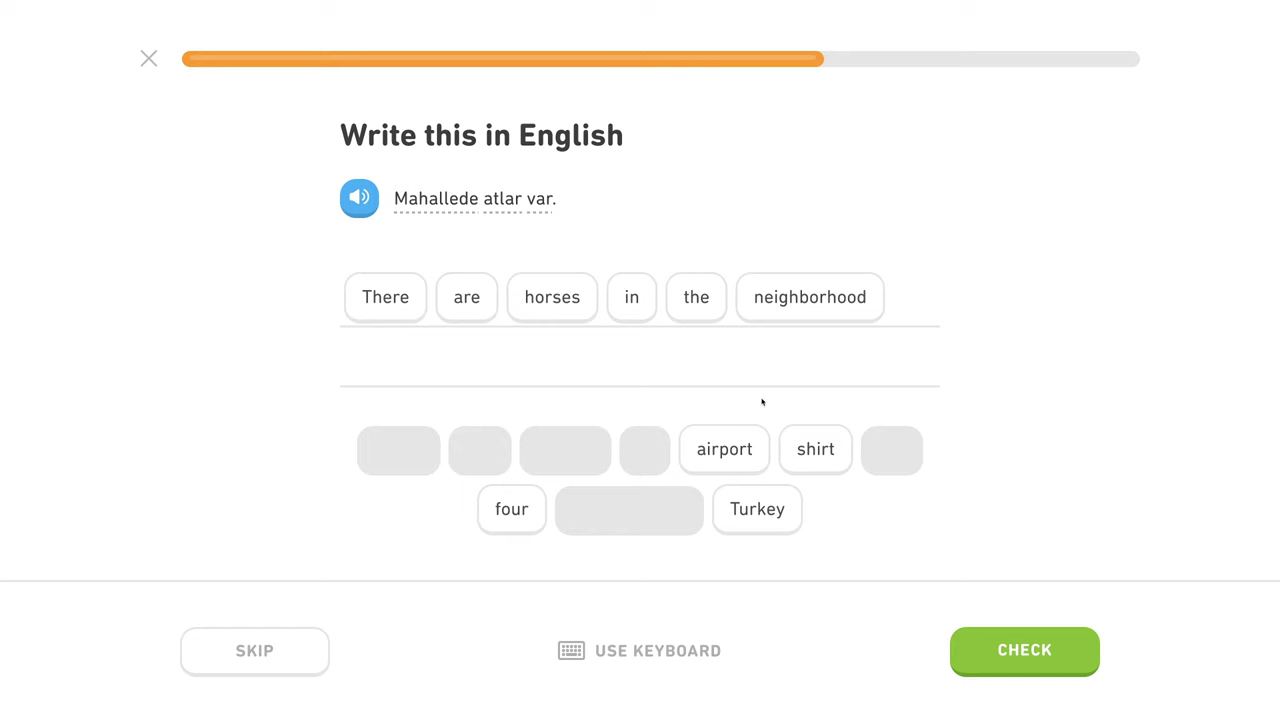 Write this in English
Mahallede atlar var.
There are horses in the neighborhood
airport shirt
four Turkey
SKIP USE KEYBOARD CHECK